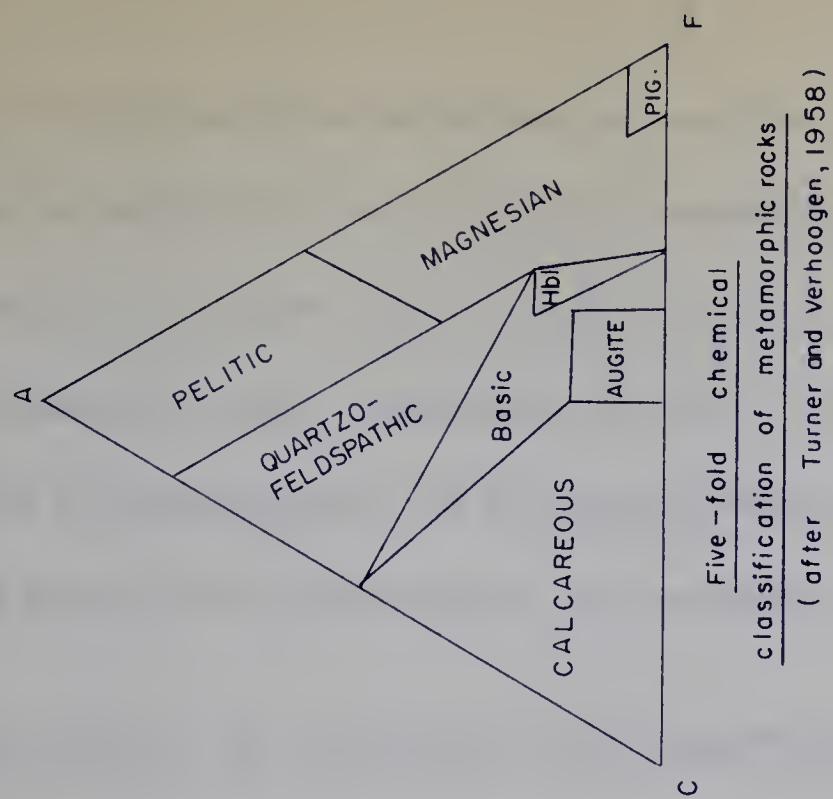 A
PELITIC
QUARTZO-
FELDSPATHIC
MAGNESIAN
Basic
Hbl
AUGITE
PIG.
CALCAREOUS
C
F
Five-fold chemical
classification of metamorphic rocks
(after Turner and Verhoogen, 1958)